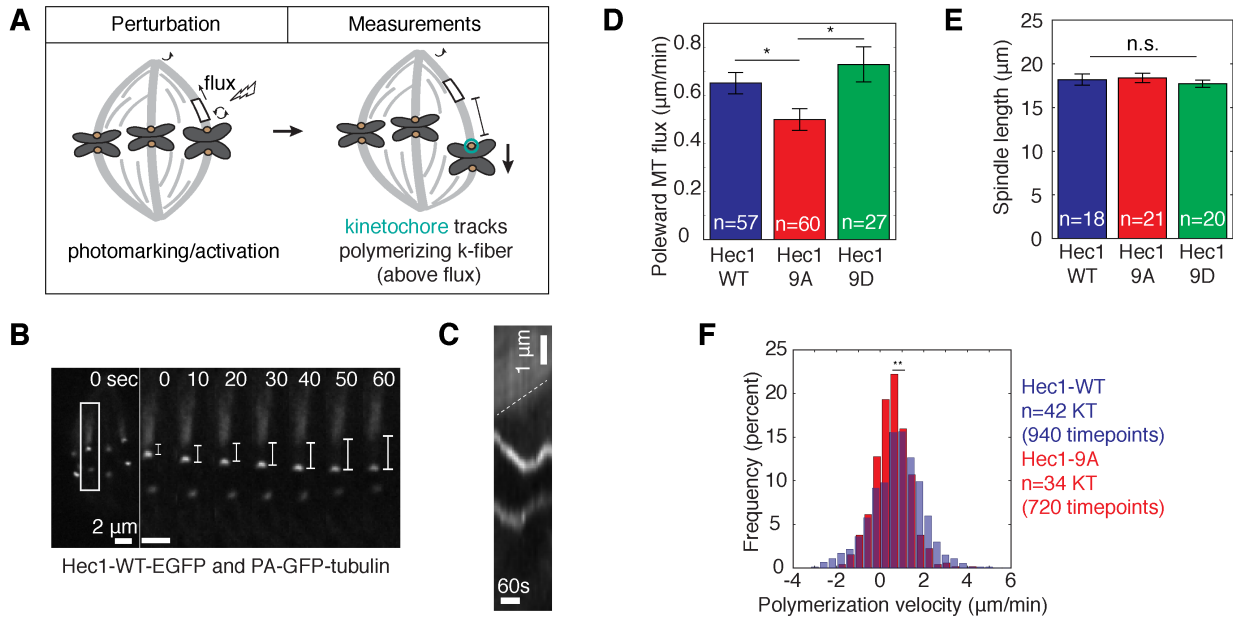 A
Perturbation
Measurements
flux
photomarking/activation
kinetochore tracks
polymerizing k-fiber
(above flux)
B
0 sec
0 10 20 30 40 50 60
2 µm
Hec1-WT-EGFP and PA-GFP-tubulin
C
1 µm
60s
D
Poleward MT flux (µm/min)
0.8
0.6
0.4
0.2
0
*
*
n=57
n=60
n=27
Hec1
WT
Hec1
9A
Hec1
9D
E
Spindle length (µm)
25
20
15
10
5
0
n.s.
n=18
n=21
n=20
Hec1
WT
Hec1
9A
Hec1
9D
F
Frequency (percent)
25
20
15
10
5
0
**
-4 -2 0 2 4 6
Polymerization velocity (µm/min)
Hec1-WT
n=42 KT
(940 timepoints)
Hec1-9A
n=34 KT
(720 timepoints)